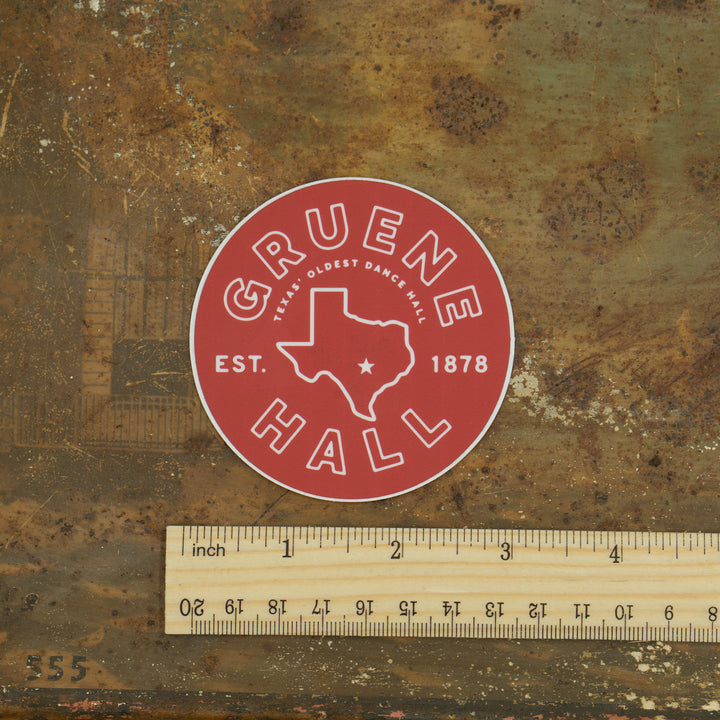 GRUENE
TEXAS' OLDEST DANCE HALL
EST. 1878
HALL
inch 1 2 3 4
20 19 18 17 16 15 14 13 12 11 10 9 8
555